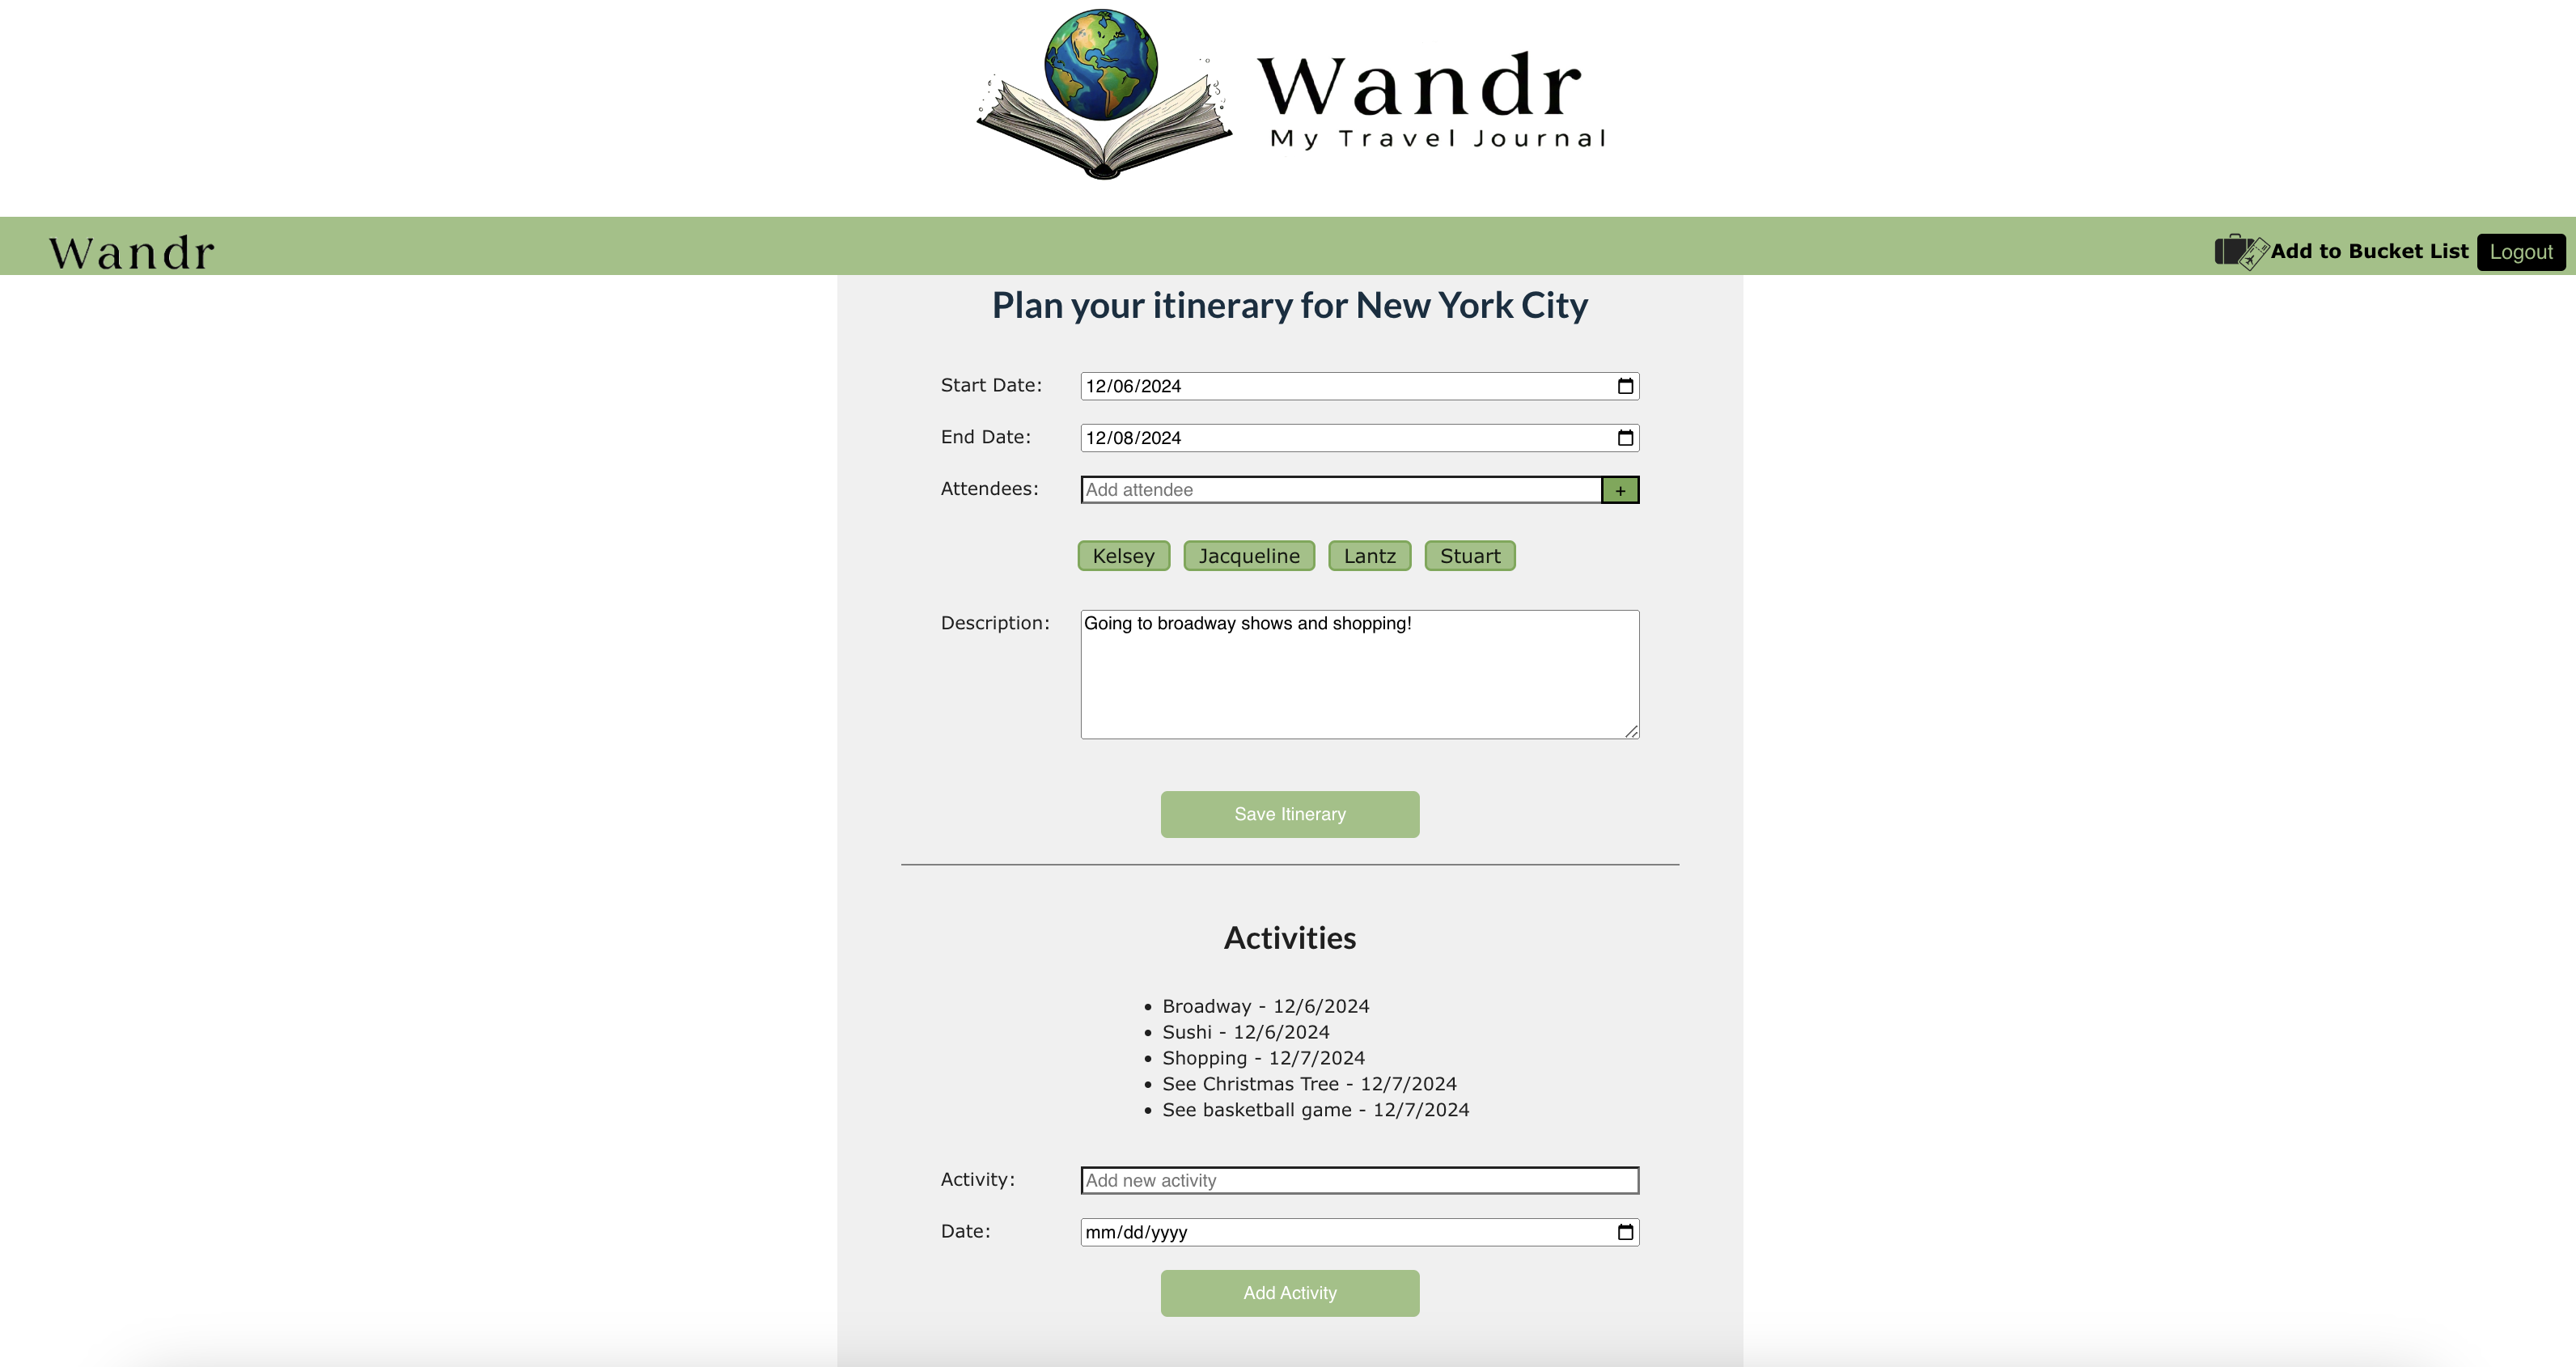 Wandr
My Travel Journal
Wandr
Add to Bucket List Logout
Plan your itinerary for New York City
Start Date: 12/06/2024
End Date: 12/08/2024
Attendees: Add attendee +
Kelsey Jacqueline Lantz Stuart
Description: Going to broadway shows and shopping!
Save Itinerary
Activities
• Broadway - 12/6/2024
• Sushi - 12/6/2024
• Shopping - 12/7/2024
• See Christmas Tree - 12/7/2024
• See basketball game - 12/7/2024
Activity: Add new activity
Date: mm/dd/yyyy
Add Activity